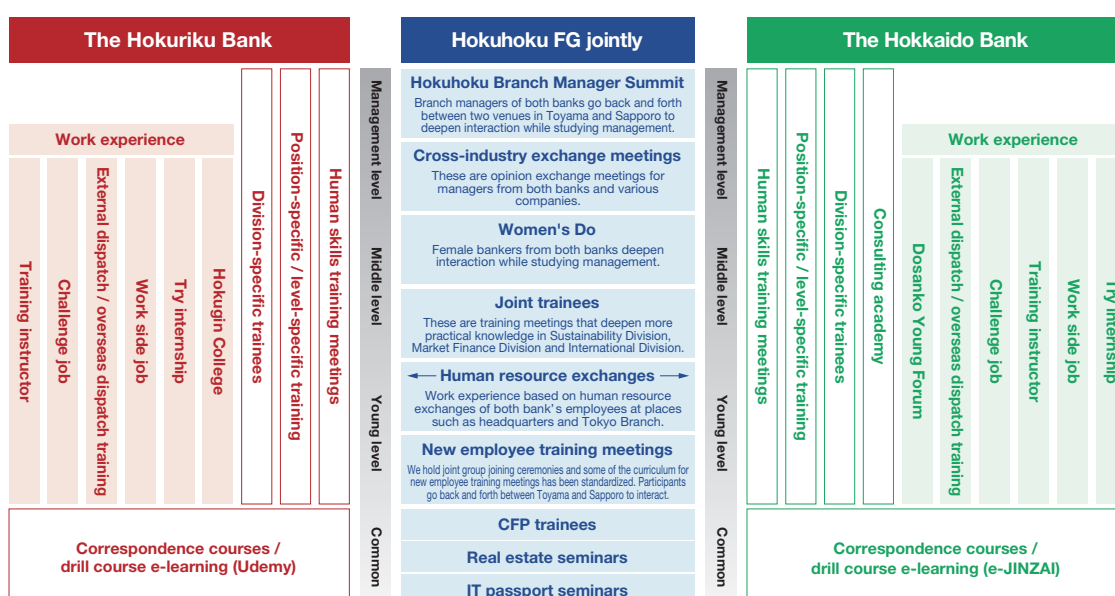 The Hokuriku Bank
Work experience
Training instructor
Challenge job
External dispatch / overseas dispatch training
Work side job
Try internship
Hokugin College
Division-specific trainees
Position-specific / level-specific training
Human skills training meetings
Correspondence courses /
drill course e-learning (Udemy)
Management level
Middle level
Young level
Common
Hokuhoku FG jointly
Hokuhoku Branch Manager Summit
Branch managers of both banks go back and forth
between two venues in Toyama and Sapporo to
deepen interaction while studying management.
Cross-industry exchange meetings
These are opinion exchange meetings for
managers from both banks and various
companies.
Women's Do
Female bankers from both banks deepen
interaction while studying management.
Joint trainees
These are training meetings that deepen more
practical knowledge in Sustainability Division,
Market Finance Division and International Division.
Human resource exchanges
Work experience based on human resource
exchanges of both bank's employees at places
such as headquarters and Tokyo Branch.
New employee training meetings
We hold joint group joining ceremonies and some of the curriculum for
new employee training meetings has been standardized. Participants
go back and forth between Toyama and Sapporo to interact.
CFP trainees
Real estate seminars
IT passport seminars
Management level
Middle level
Young level
Common
The Hokkaido Bank
Human skills training meetings
Position-specific / level-specific training
Division-specific trainees
Consulting academy
Work experience
Dosanko Young Forum
External dispatch / overseas dispatch training
Challenge job
Training instructor
Work side job
Try internship
Correspondence courses /
drill course e-learning (e-JINZAI)